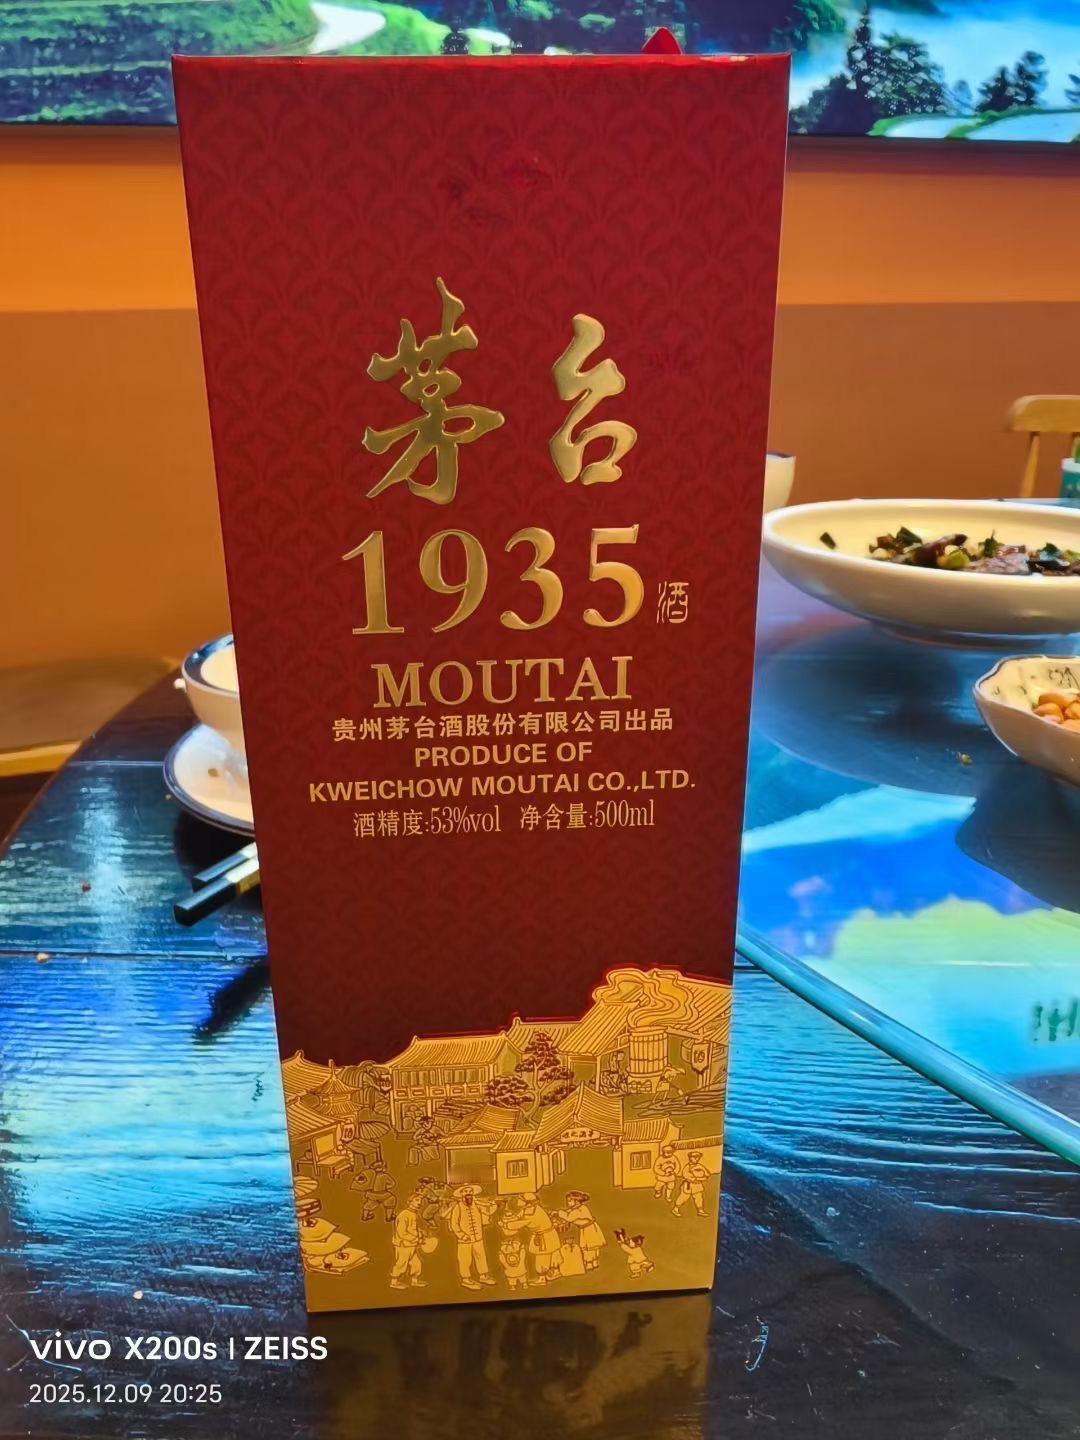 茅台
1935酒
MOUTAI
贵州茅台酒股份有限公司出品
PRODUCE OF
KWEICHOW MOUTAI CO.,LTD.
酒精度:53%vol 净含量:500ml
vivo X200s | ZEISS
2025.12.09 20:25